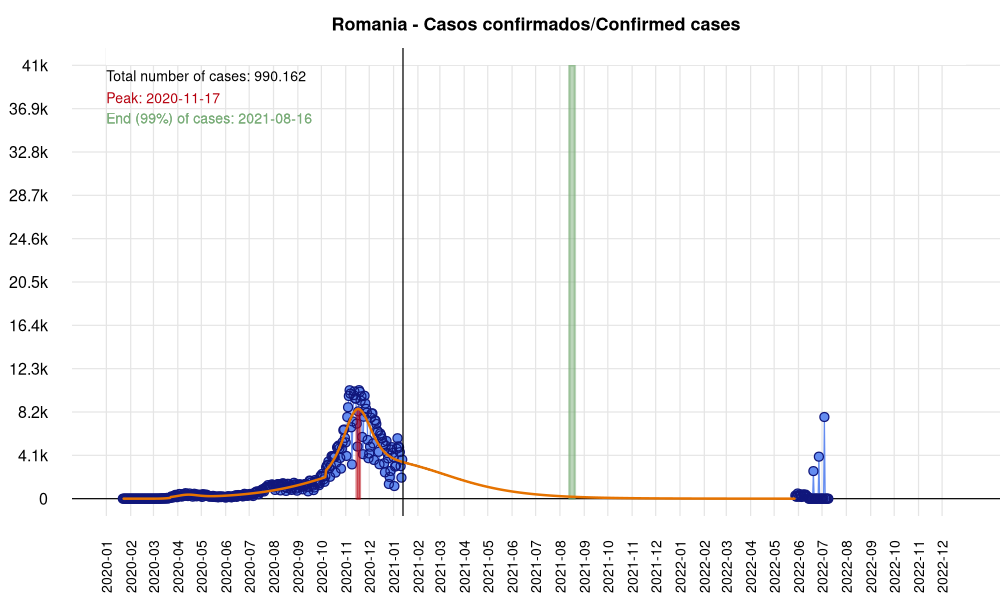 Romania - Casos confirmados/Confirmed cases
41k
Total number of cases: 990.162
Peak: 2020-11-17
36.9k
End (99%) of cases: 2021-08-16
32.8k
28.7k
24.6k
20.5k
16.4k
12.3k
8.2k
4.1k
0
2020-01
2020-02
2020-03
2020-04
2020-05
2020-06
2020-07
2020-08
2020-09
2020-10
2020-11
2020-12
2021-01
2021-02
2021-03
2021-04
2021-05
2021-06
2021-07
2021-08
2021-09
2021-10
2021-11
2021-12
2022-01
2022-02
2022-03
2022-04
2022-05
2022-06
2022-07
2022-08
2022-09
2022-10
2022-11
2022-12